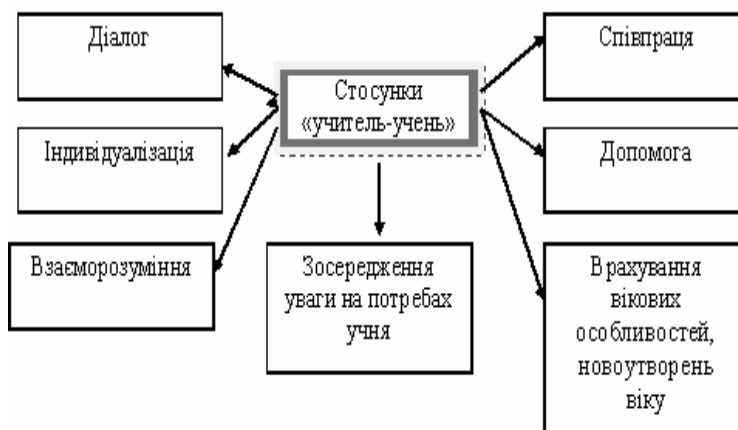 Діалог
Стосунки
«учитель-учень»
Співпраця
Індивідуалізація
Допомога
Взаєморозуміння
Зосередження
уваги на потребах
учня
Врахування
вікових
особливостей,
новоутворень
віку